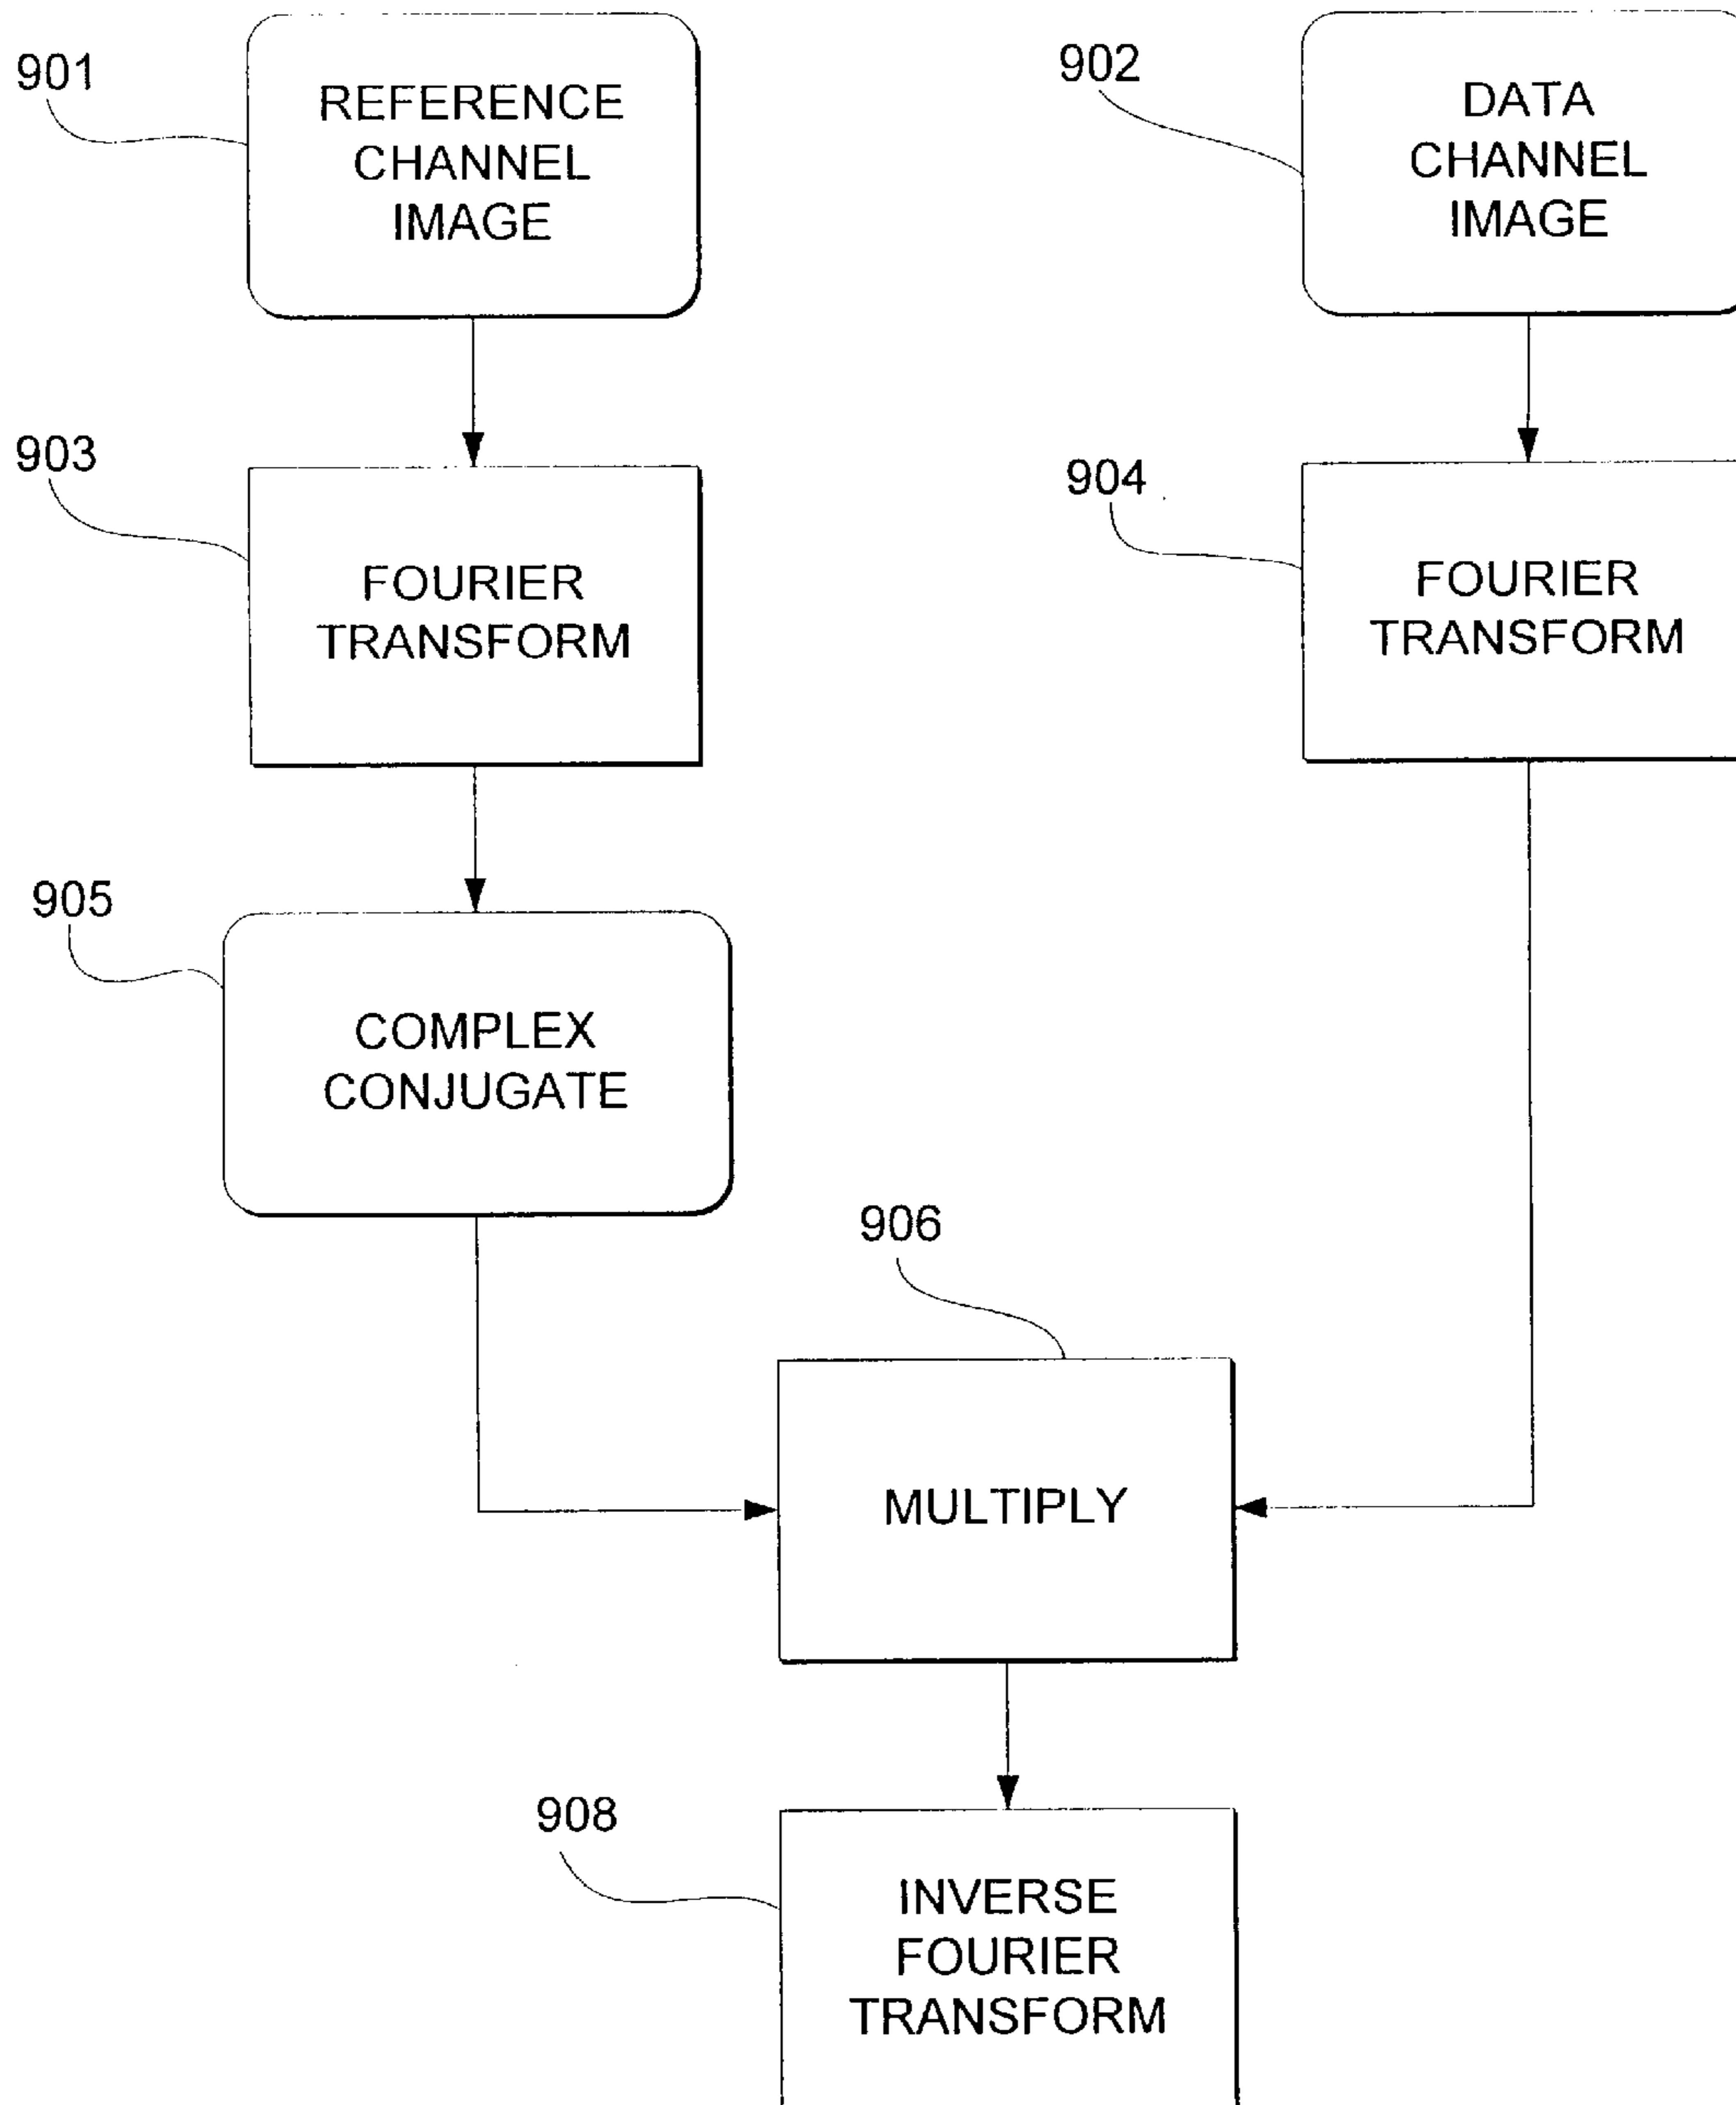 901
REFERENCE
CHANNEL
IMAGE
902
DATA
CHANNEL
IMAGE
903
FOURIER
TRANSFORM
904
FOURIER
TRANSFORM
905
COMPLEX
CONJUGATE
906
MULTIPLY
908
INVERSE
FOURIER
TRANSFORM